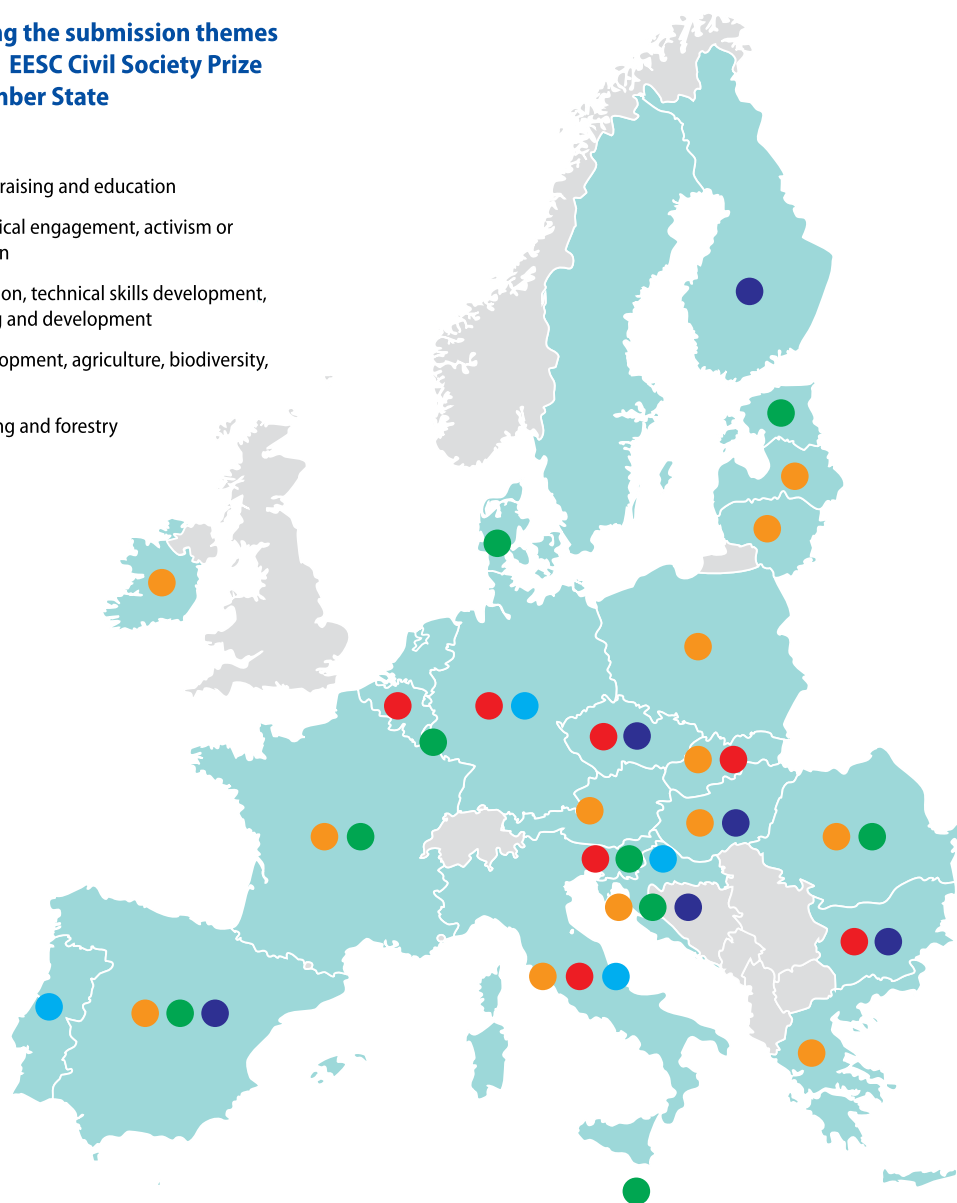 ng the submission themes
EESC Civil Society Prize
nber State
raising and education
ical engagement, activism or
n
on, technical skills development,
g and development
opment, agriculture, biodiversity,
ng and forestry